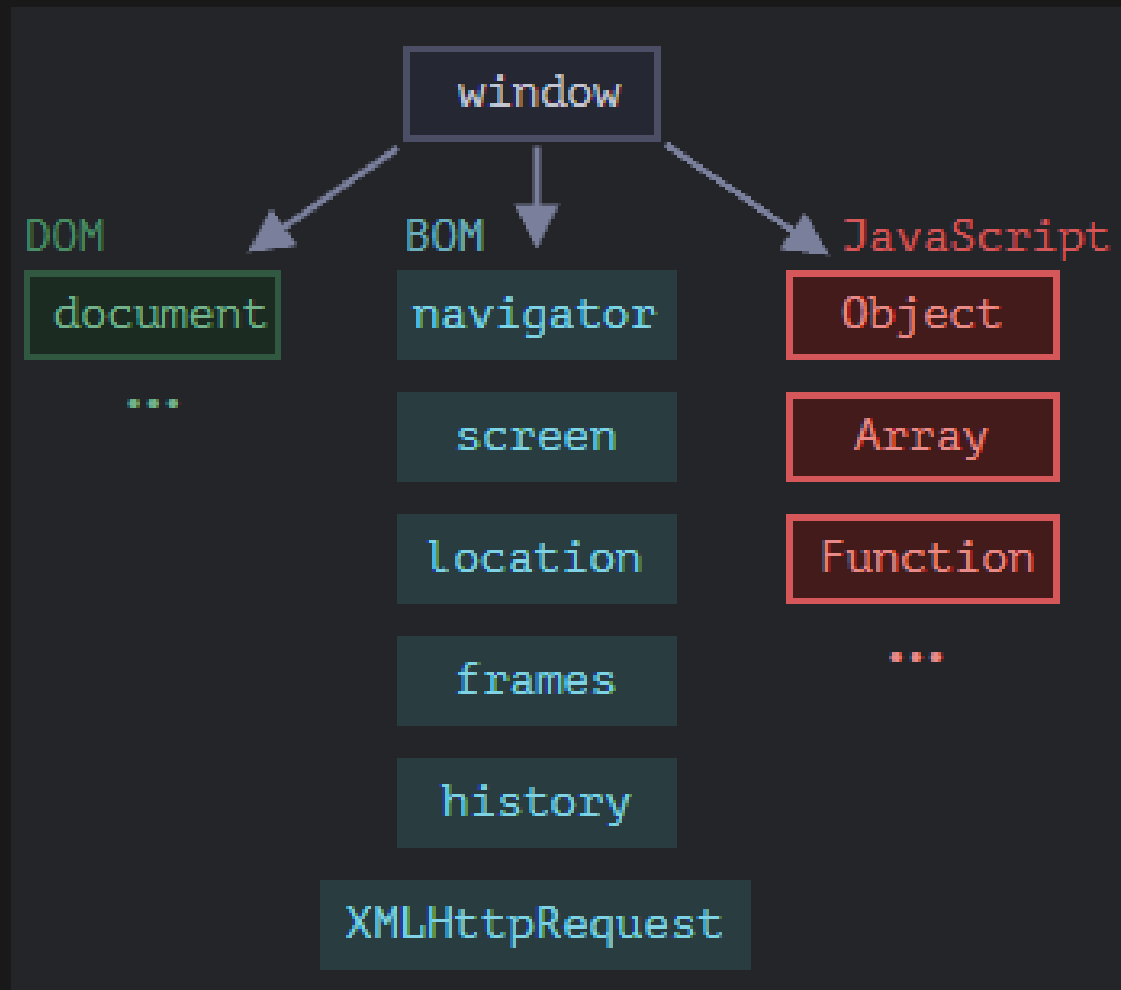 window
DOM
document
...
BOM
navigator
screen
location
frames
history
XMLHttpRequest
JavaScript
Object
Array
Function
...